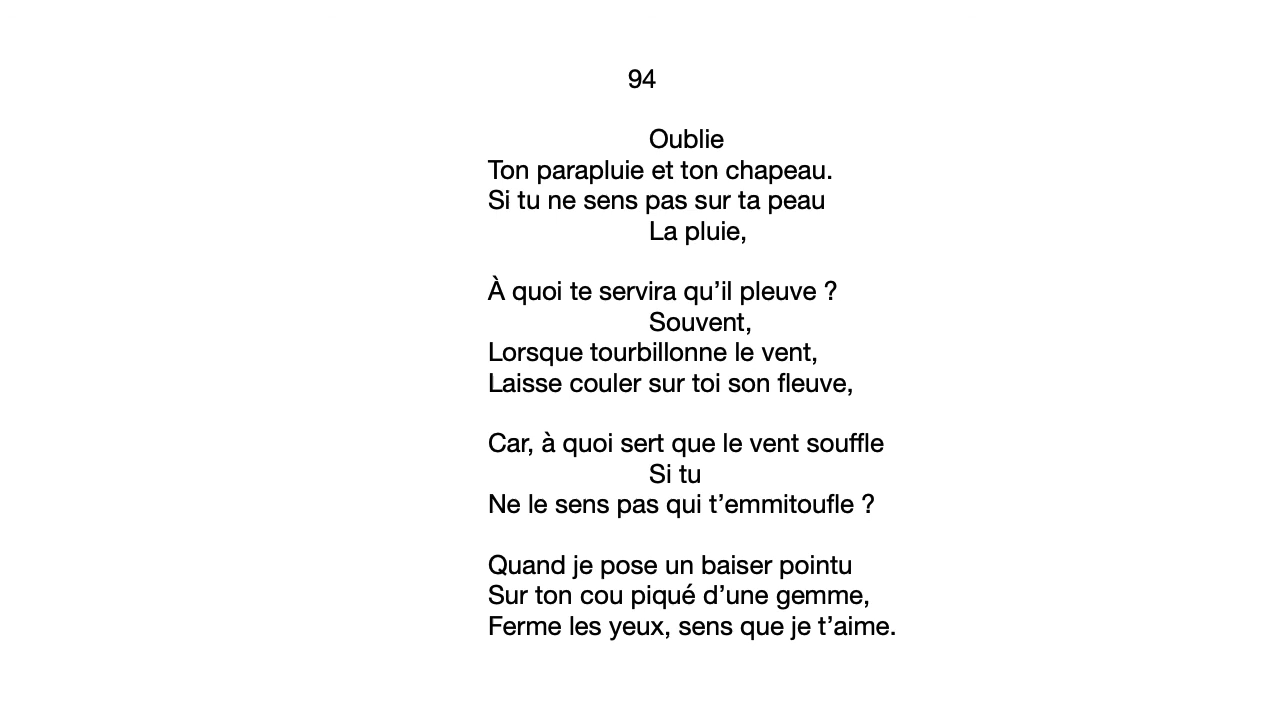 94
Oublie
Ton parapluie et ton chapeau.
Si tu ne sens pas sur ta peau
La pluie,
À quoi te servira qu’il pleuve ?
Souvent,
Lorsque tourbillonne le vent,
Laisse couler sur toi son fleuve,
Car, à quoi sert que le vent souffle
Si tu
Ne le sens pas qui t’emmitoufle ?
Quand je pose un baiser pointu
Sur ton cou piqué d’une gemme,
Ferme les yeux, sens que je t’aime.